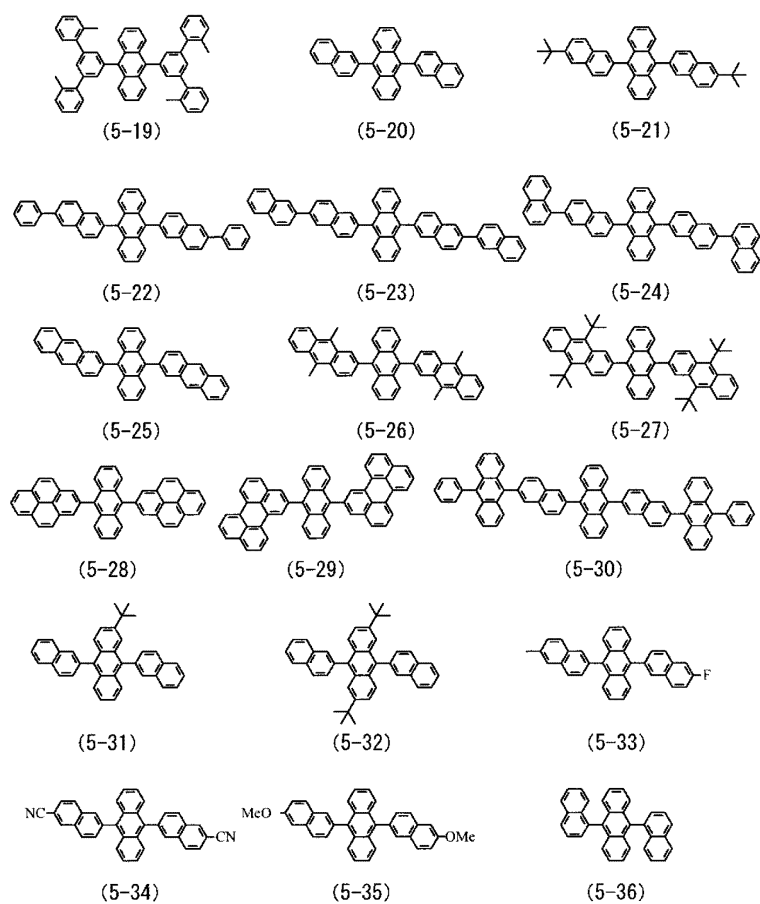 (5-19) (5-20) (5-21)
(5-22) (5-23) (5-24)
(5-25) (5-26) (5-27)
(5-28) (5-29) (5-30)
(5-31) (5-32) (5-33)
F
(5-34) (5-35) (5-36)
NC CN MeO OMe